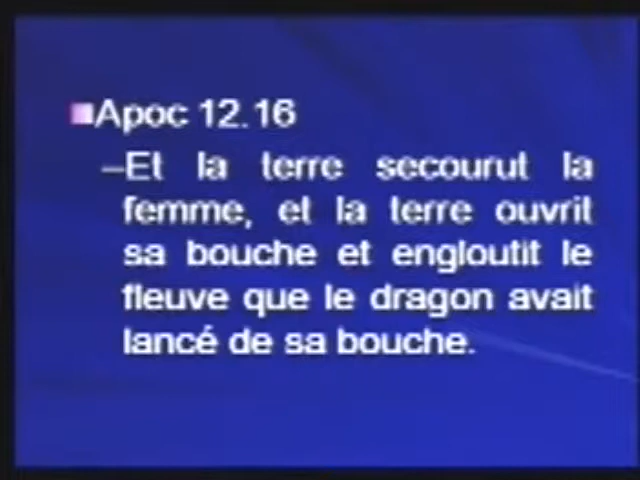 Apoc 12.16
–Et la terre secourut la
femme, et la terre ouvrit
sa bouche et engloutit le
fleuve que le dragon avait
lancé de sa bouche.